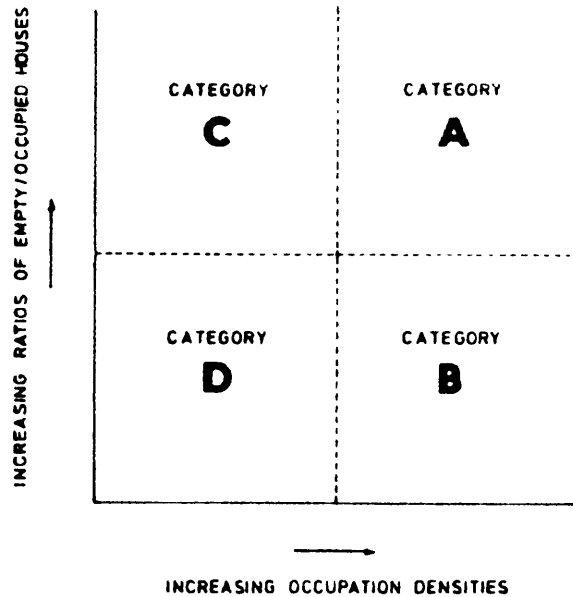 INCREASING RATIOS OF EMPTY/OCCUPIED HOUSES
CATEGORY
C
CATEGORY
A
CATEGORY
D
CATEGORY
B
INCREASING OCCUPATION DENSITIES